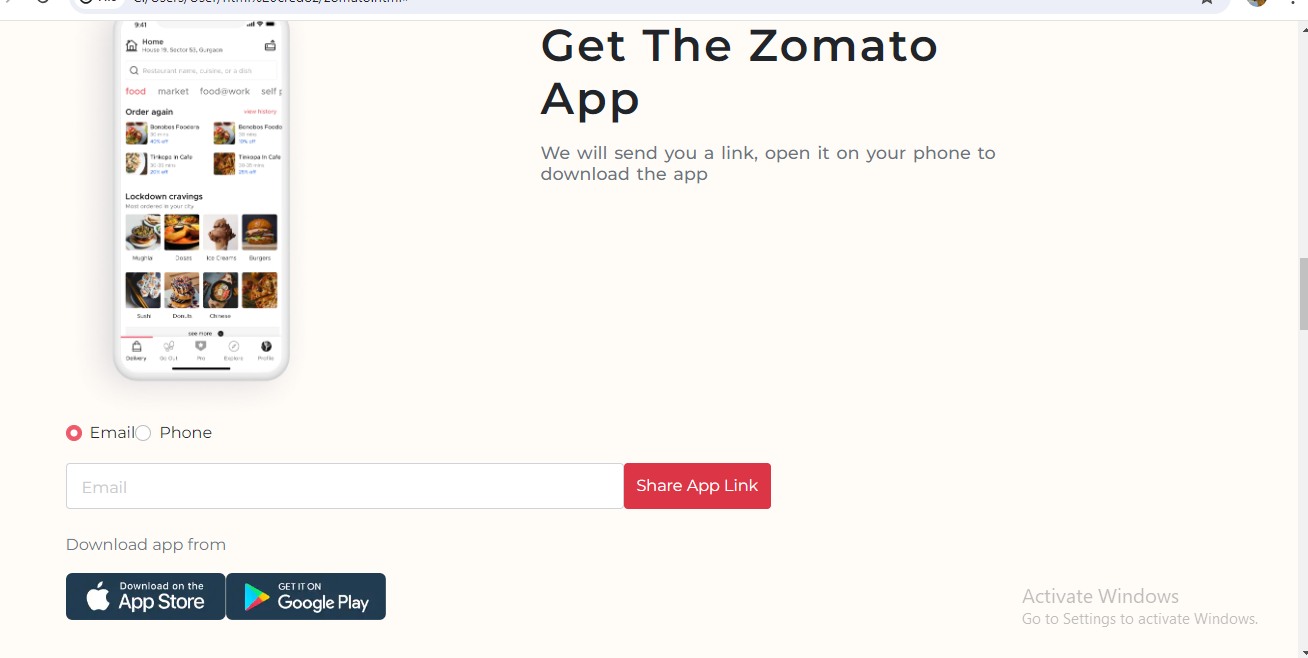 9:41
Home
House 19, Sector 53, Gurgaon
Restaurant name, cuisine, or a dish
food market food@work self p
Order again view history
Bonobos Foodera Bonobos Foodo
30 mins
40% off
Tinkopa in Cafe
Lockdown cravings
Most ordered in your city
Mughlai Dosas Ice Creams Burgers
Sushi Donuts Chinese
see more
Delivery Go Out Pro Explore Profile
Get The Zomato
App
We will send you a link, open it on your phone to
download the app
Email Phone
Email
Share App Link
Download app from
Download on the
App Store
GET IT ON
Google Play
Activate Windows
Go to Settings to activate Windows.